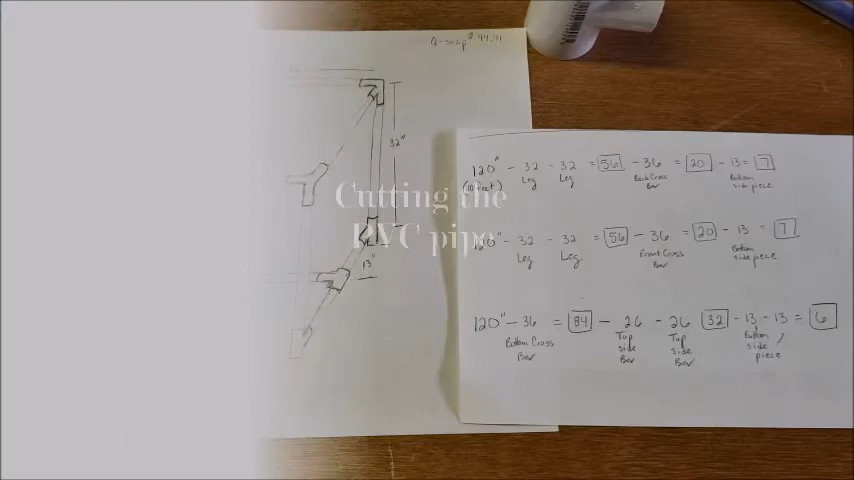 Q-snap $94.41
32"
13"
Cutting the
PVC pipe
120" - 32 - 32 = 56 - 36 = 20 - 13 = 7
(10 feet) Leg Leg Back Cross Bar Bottom side piece
120" - 32 - 32 = 56 - 36 = 20 - 13 = 7
Leg Leg Front Cross Bar Bottom side piece
120" - 36 = 84 - 26 - 26 32 - 13 - 13 = 6
Bottom Cross Bar Top side Bar Top side Bar Bottom side piece